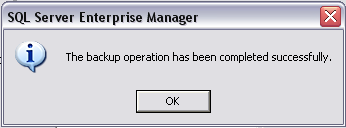 SQL Server Enterprise Manager
The backup operation has been completed successfully.
OK